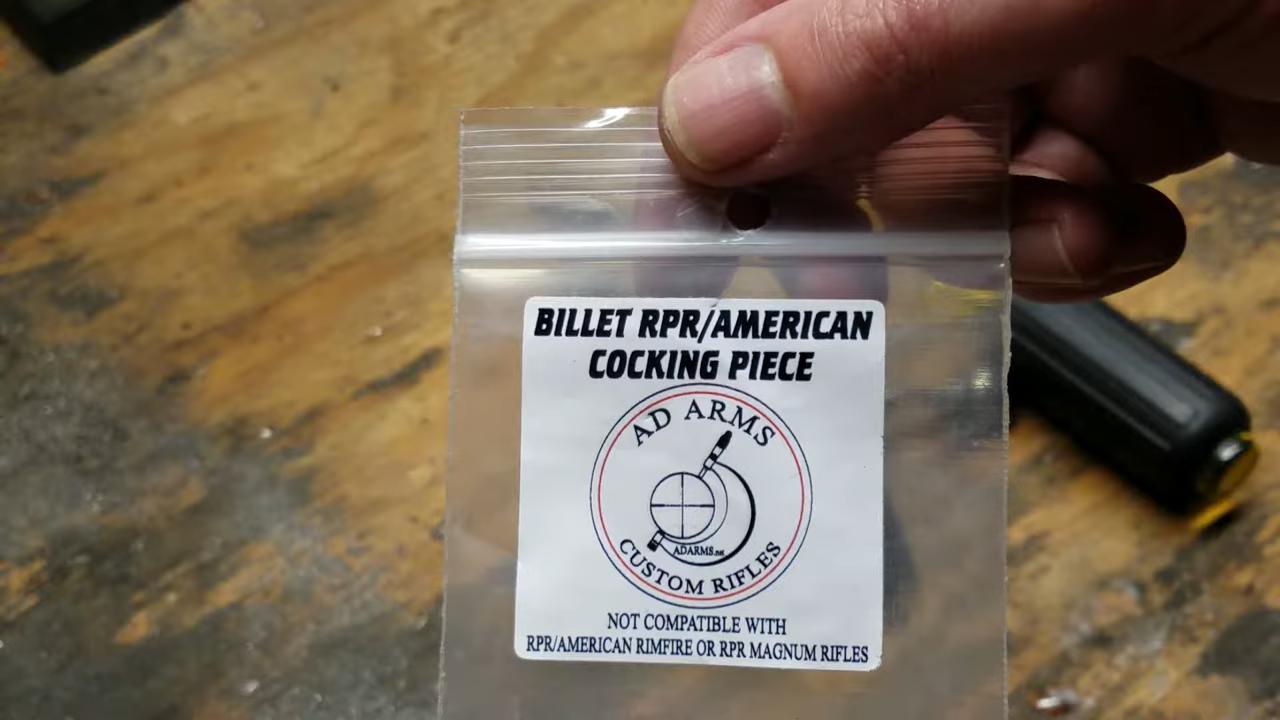 BILLET RPR/AMERICAN
COCKING PIECE
AD ARMS
ADARMS.net
CUSTOM RIFLES
NOT COMPATIBLE WITH
RPR/AMERICAN RIMFIRE OR RPR MAGNUM RIFLES